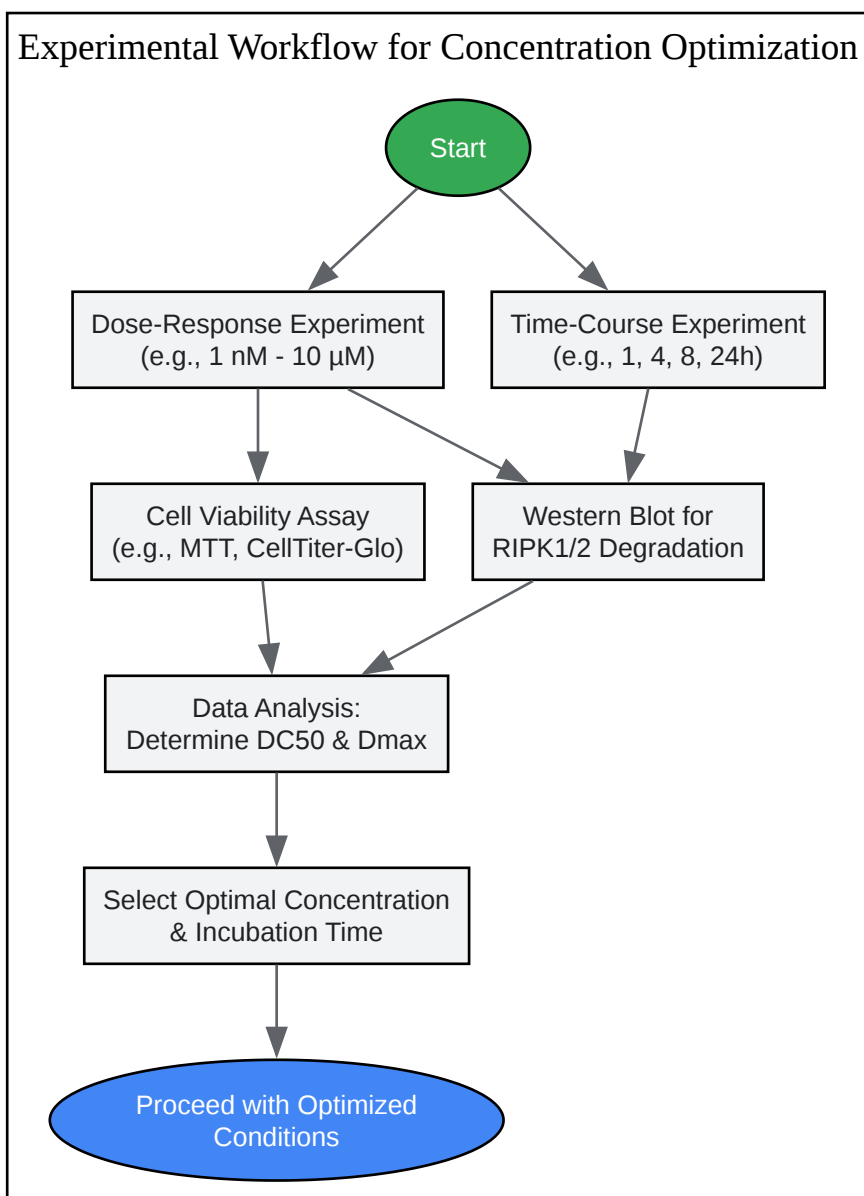 Experimental Workflow for Concentration Optimization
Start
Dose-Response Experiment
(e.g., 1 nM - 10 µM)
Time-Course Experiment
(e.g., 1, 4, 8, 24h)
Cell Viability Assay
(e.g., MTT, CellTiter-Glo)
Western Blot for
RIPK1/2 Degradation
Data Analysis:
Determine DC50 & Dmax
Select Optimal Concentration
& Incubation Time
Proceed with Optimized
Conditions